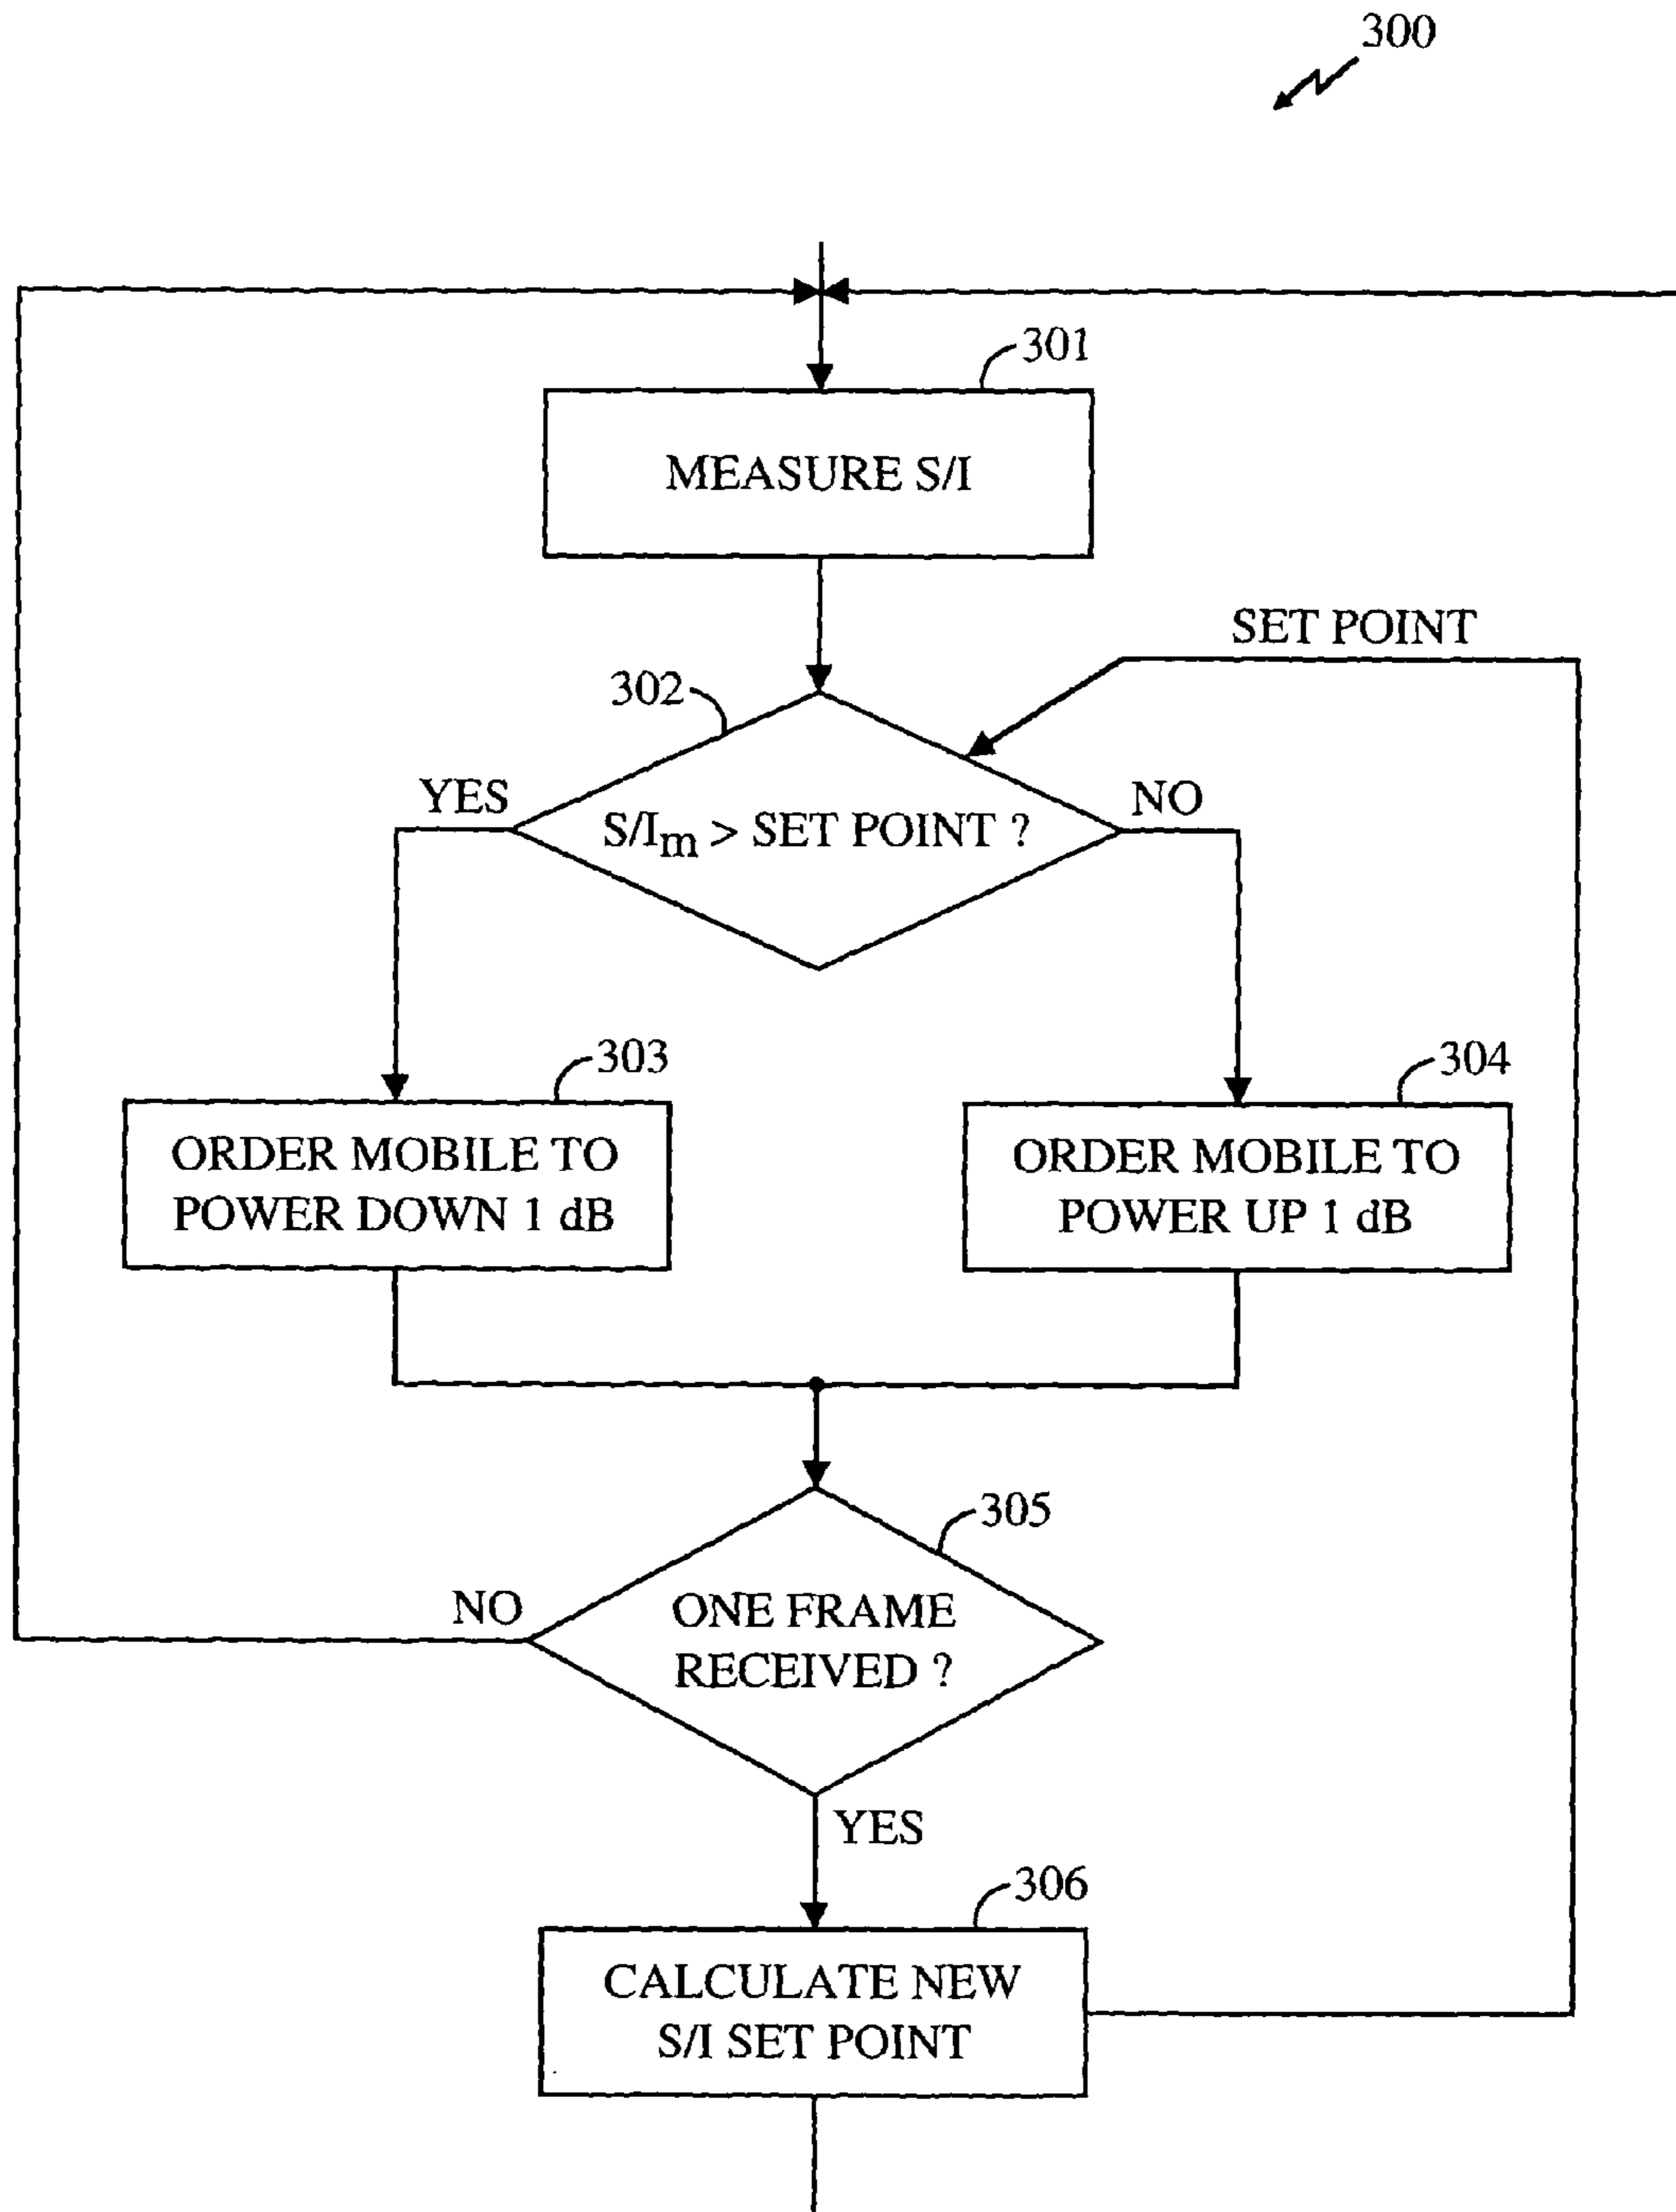 300
301
MEASURE S/I
SET POINT
302
YES
NO
S/Im > SET POINT ?
303
304
ORDER MOBILE TO
POWER DOWN 1 dB
ORDER MOBILE TO
POWER UP 1 dB
305
NO
ONE FRAME
RECEIVED ?
YES
306
CALCULATE NEW
S/I SET POINT